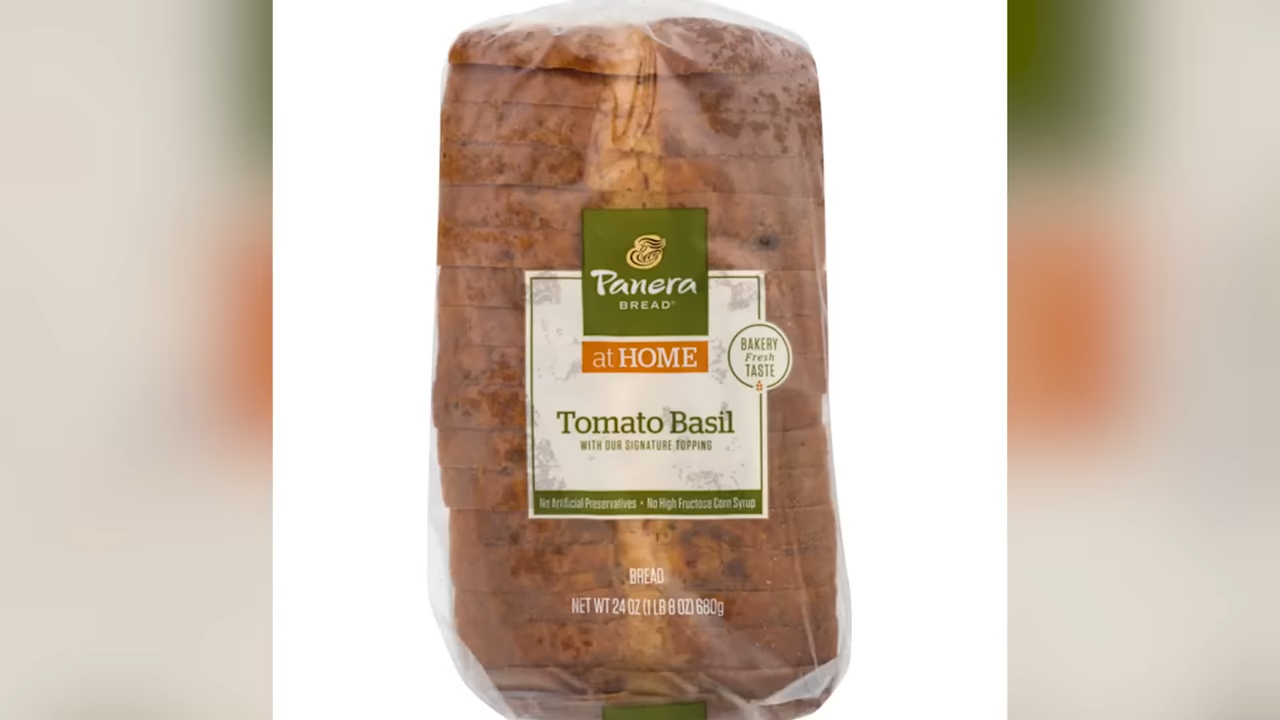 Panera
BREAD®
at HOME
BAKERY
Fresh
TASTE
Tomato Basil
WITH OUR SIGNATURE TOPPING
No Artificial Preservatives • No High Fructose Corn Syrup
BREAD
NET WT 24 OZ (1 LB 8 OZ) 680g